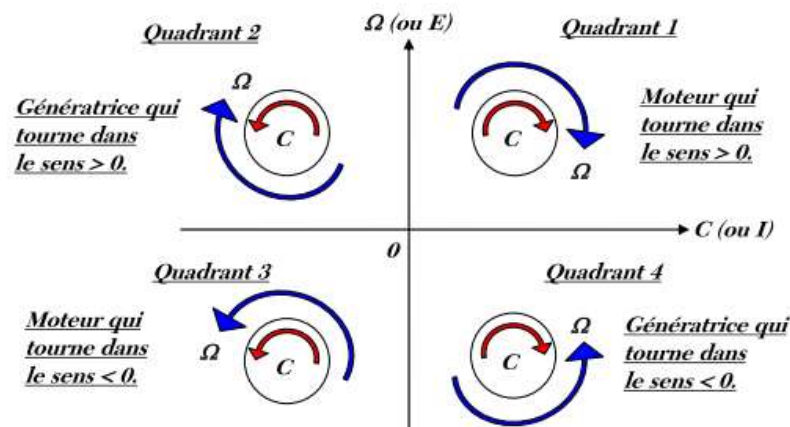 Quadrant 2
Ω (ou E)
Quadrant 1
Ω
Génératrice qui
tourne dans
le sens > 0.
C
C
Ω
Moteur qui
tourne dans
le sens > 0.
0
C (ou I)
Quadrant 3
Quadrant 4
Moteur qui
tourne dans
le sens < 0.
Ω
C
C
Ω
Génératrice qui
tourne dans
le sens < 0.